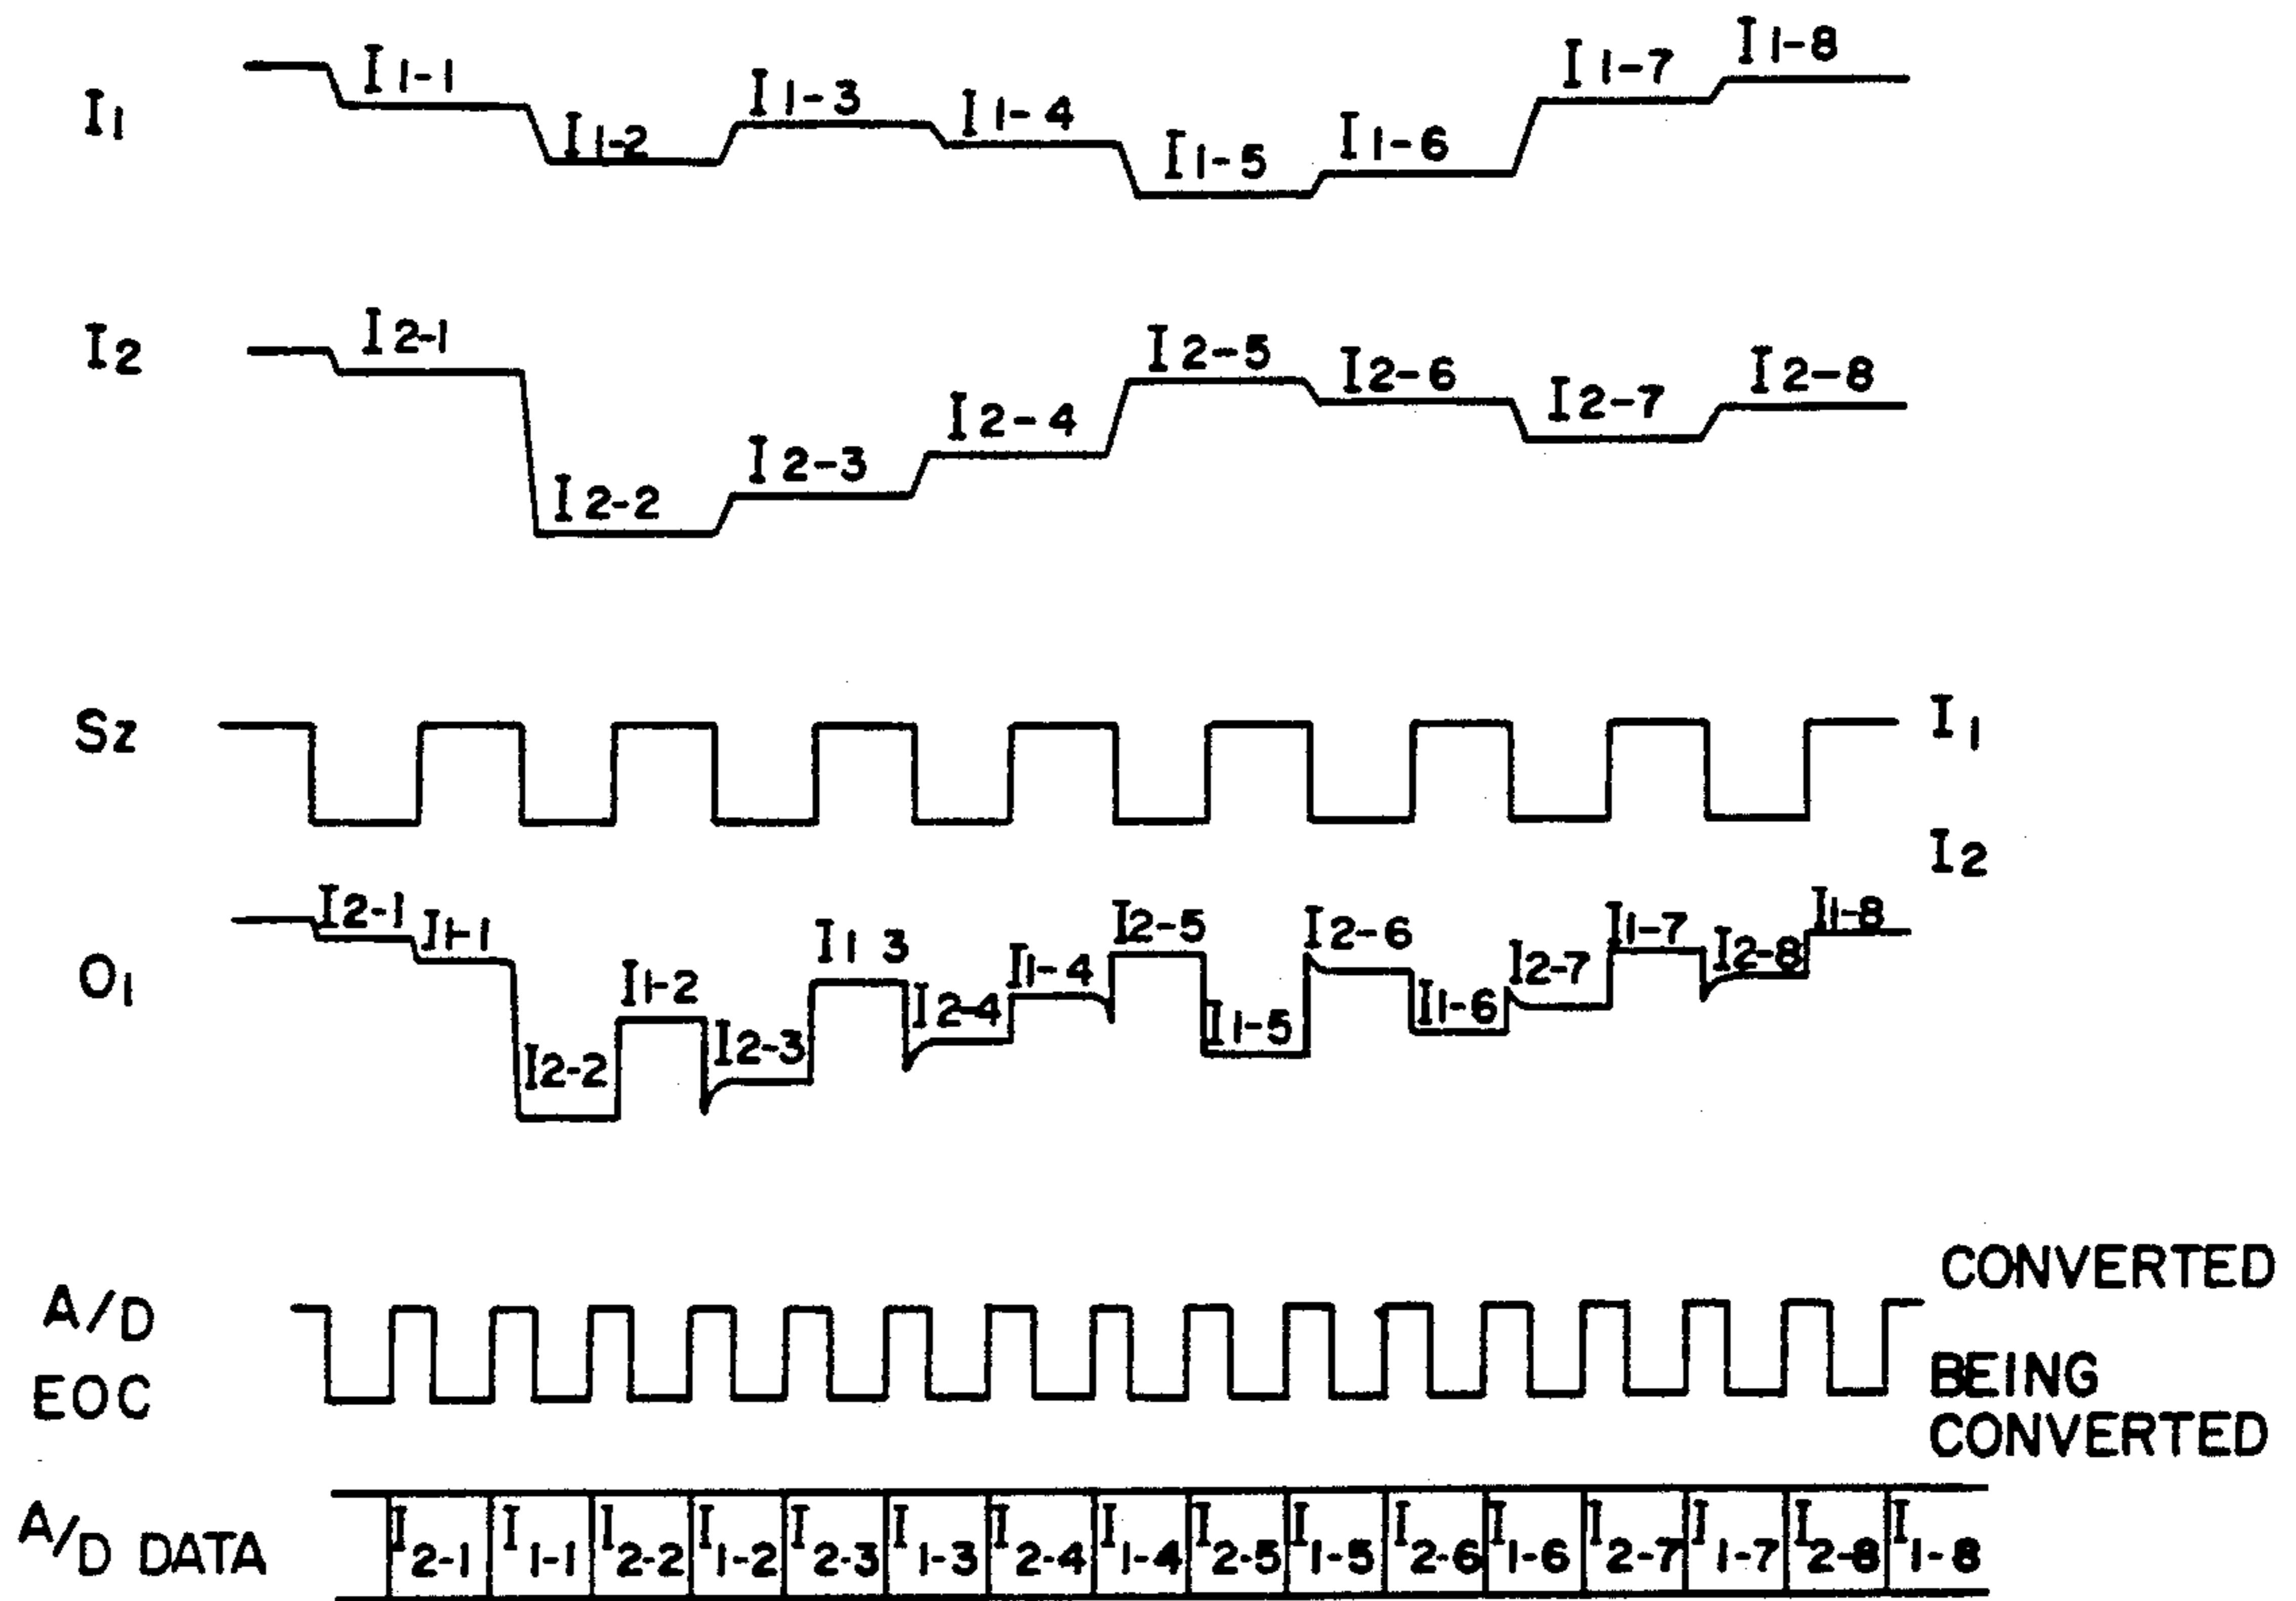 I1
I1-1
I1-2
I1-3
I1-4
I1-5
I1-6
I1-7
I1-8
I2
I2-1
I2-2
I2-3
I2-4
I2-5
I2-6
I2-7
I2-8
S2
I1
I2
O1
I2-1
I1-1
I2-2
I1-2
I2-3
I1 3
I2-4
I1-4
I2-5
I1-5
I2-6
I1-6
I2-7
I1-7
I2-8
I1-8
A/D
EOC
CONVERTED
BEING
CONVERTED
A/D DATA
I2-1 I1-1 I2-2 I1-2 I2-3 I1-3 I2-4 I1-4 I2-5 I1-5 I2-6 I1-6 I2-7 I1-7 I2-8 I1-8